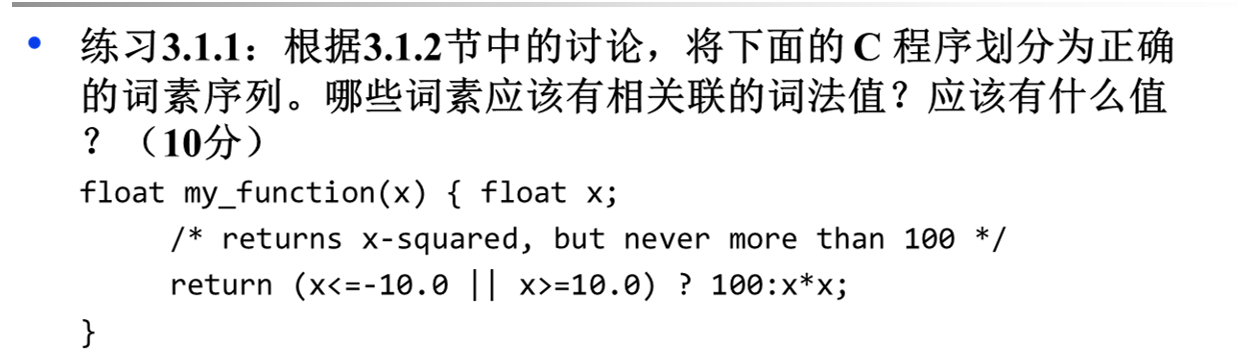 • 练习3.1.1：根据3.1.2节中的讨论，将下面的 C 程序划分为正确
的词素序列。哪些词素应该有相关联的词法值？应该有什么值
？（10分）
float my_function(x) { float x;
/* returns x-squared, but never more than 100 */
return (x<=-10.0 || x>=10.0) ? 100:x*x;
}